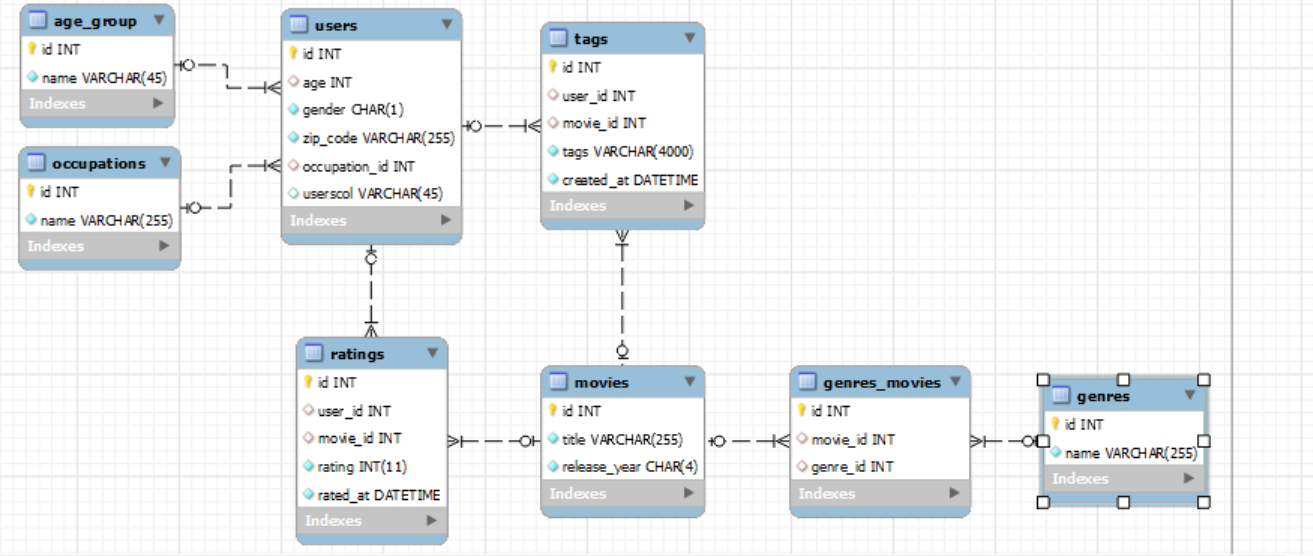 age_group
id INT
name VARCHAR(45)
Indexes
users
id INT
age INT
gender CHAR(1)
zip_code VARCHAR(255)
occupation_id INT
userscol VARCHAR(45)
Indexes
tags
id INT
user_id INT
movie_id INT
tags VARCHAR(4000)
created_at DATETIME
Indexes
occupations
id INT
name VARCHAR(255)
Indexes
ratings
id INT
user_id INT
movie_id INT
rating INT(11)
rated_at DATETIME
Indexes
movies
id INT
title VARCHAR(255)
release_year CHAR(4)
Indexes
genres_movies
id INT
movie_id INT
genre_id INT
Indexes
genres
id INT
name VARCHAR(255)
Indexes